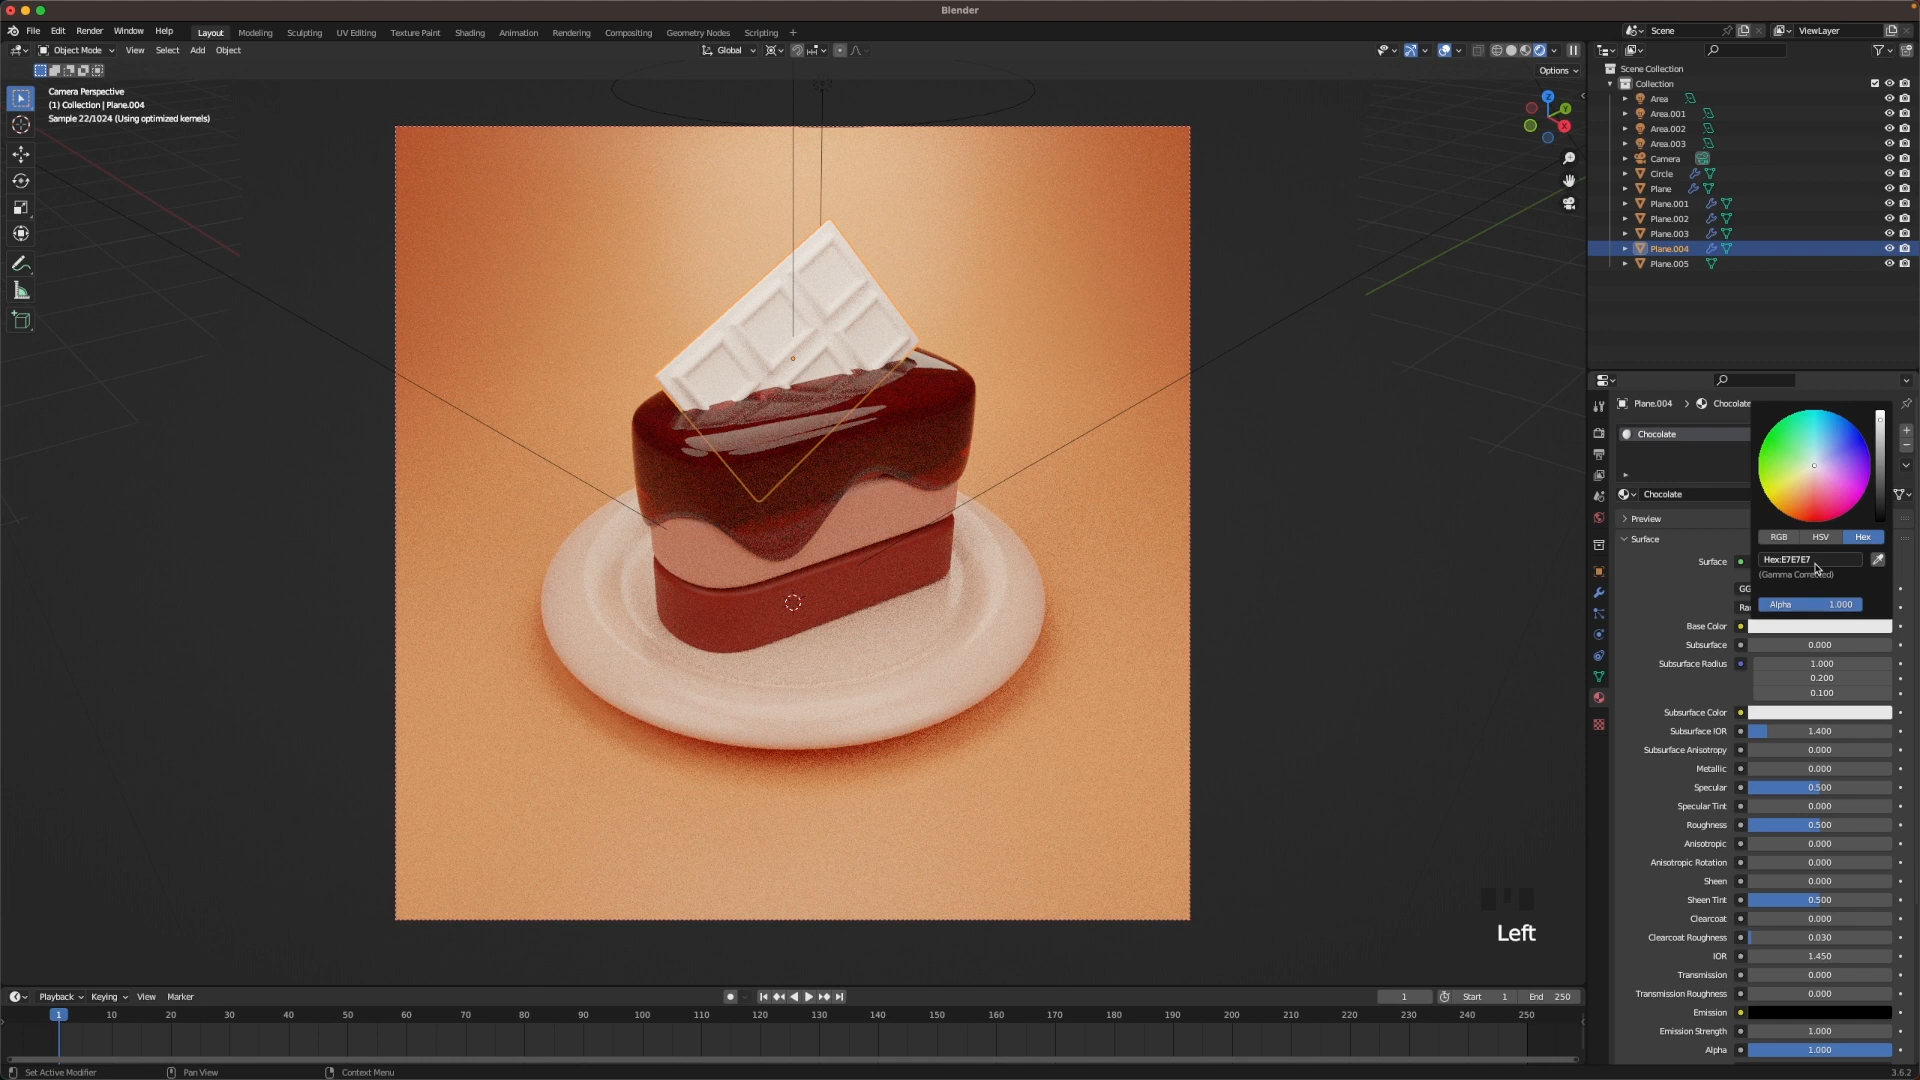 Blender
File Edit Render Window Help Layout Modeling Sculpting UV Editing Texture Paint Shading Animation Rendering Compositing Geometry Nodes Scripting + Scene ViewLayer
Object Mode View Select Add Object Global
Options
Camera Perspective
(1) Collection | Plane.004
Sample 22/1024 (Using optimized kernels)
Z
Y
X
Scene Collection
Collection
Area
Area.001
Area.002
Area.003
Camera
Circle
Plane
Plane.001
Plane.002
Plane.003
Plane.004
Plane.005
Plane.004 > Chocolate
Chocolate
Chocolate
Preview
Surface
RGB HSV Hex
Hex:E7E7E7
(Gamma Corrected)
Alpha 1.000
Surface
GG
Ra
Base Color
Subsurface 0.000
Subsurface Radius 1.000
0.200
0.100
Subsurface Color
Subsurface IOR 1.400
Subsurface Anisotropy 0.000
Metallic 0.000
Specular 0.500
Specular Tint 0.000
Roughness 0.500
Anisotropic 0.000
Anisotropic Rotation 0.000
Sheen 0.000
Sheen Tint 0.500
Clearcoat 0.000
Clearcoat Roughness 0.030
IOR 1.450
Transmission 0.000
Transmission Roughness 0.000
Emission
Emission Strength 1.000
Alpha 1.000
Left
Playback Keying View Marker 1 Start 1 End 250
1 10 20 30 40 50 60 70 80 90 100 110 120 130 140 150 160 170 180 190 200 210 220 230 240 250
Set Active Modifier Pan View Context Menu 3.6.2